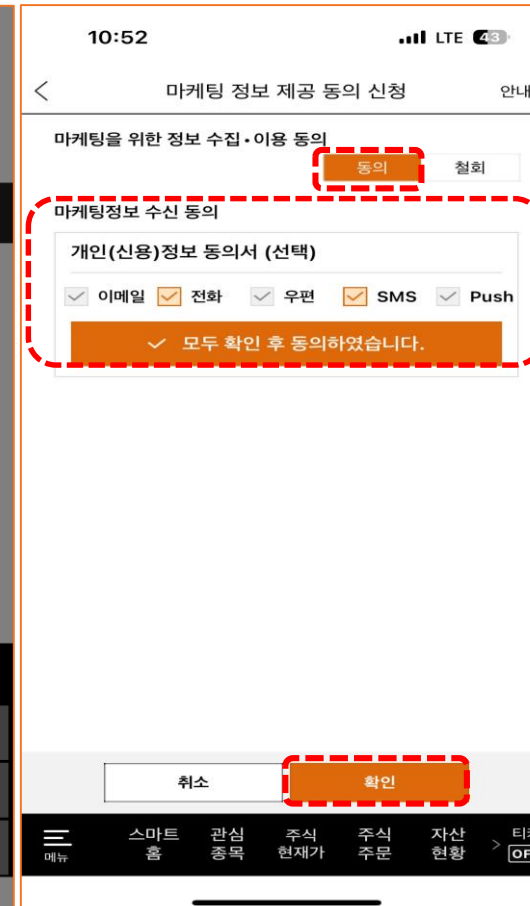 10:52 LTE 43
마케팅 정보 제공 동의 신청 안내
마케팅을 위한 정보 수집·이용 동의
동의 철회
마케팅정보 수신 동의
개인(신용)정보 동의서 (선택)
이메일 전화 우편 SMS Push
모두 확인 후 동의하였습니다.
취소 확인
메뉴
스마트 홈
관심 종목
주식 현재가
주식 주문
자산 현황